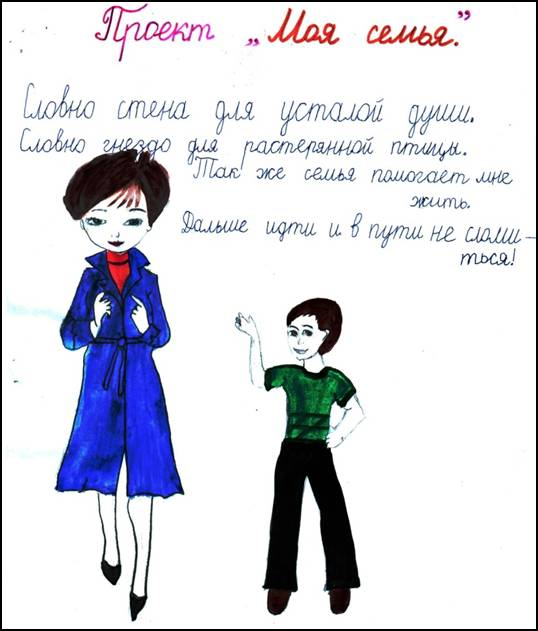 Проект „Моя семья.”
Словно стена для усталой души.
Словно гнездо для растерянной птицы.
Так же семья помогает мне
жить.
Дальше идти и в пути не сломи-
ться!